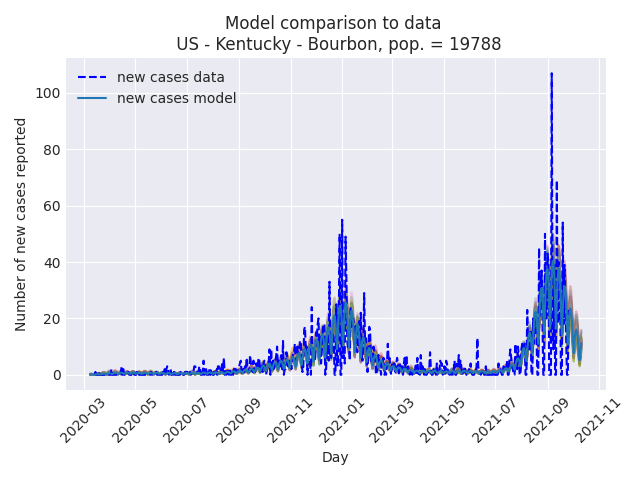 Model comparison to data
US - Kentucky - Bourbon, pop. = 19788
new cases data
new cases model
Number of new cases reported
100
80
60
40
20
0
2020-03
2020-05
2020-07
2020-09
2020-11
2021-01
2021-03
2021-05
2021-07
2021-09
2021-11
Day